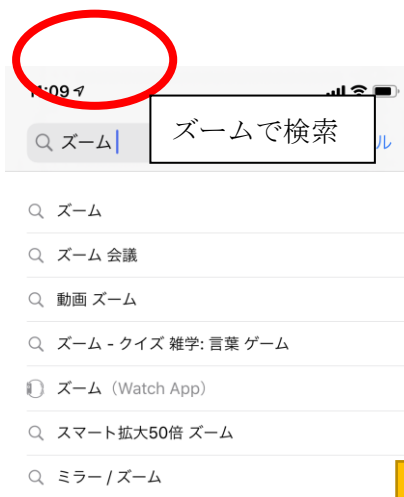 11:09
ズームで検索
ズーム
ル
ズーム
ズーム 会議
動画 ズーム
ズーム - クイズ 雑学: 言葉 ゲーム
ズーム（Watch App）
スマート拡大50倍 ズーム
ミラー / ズーム